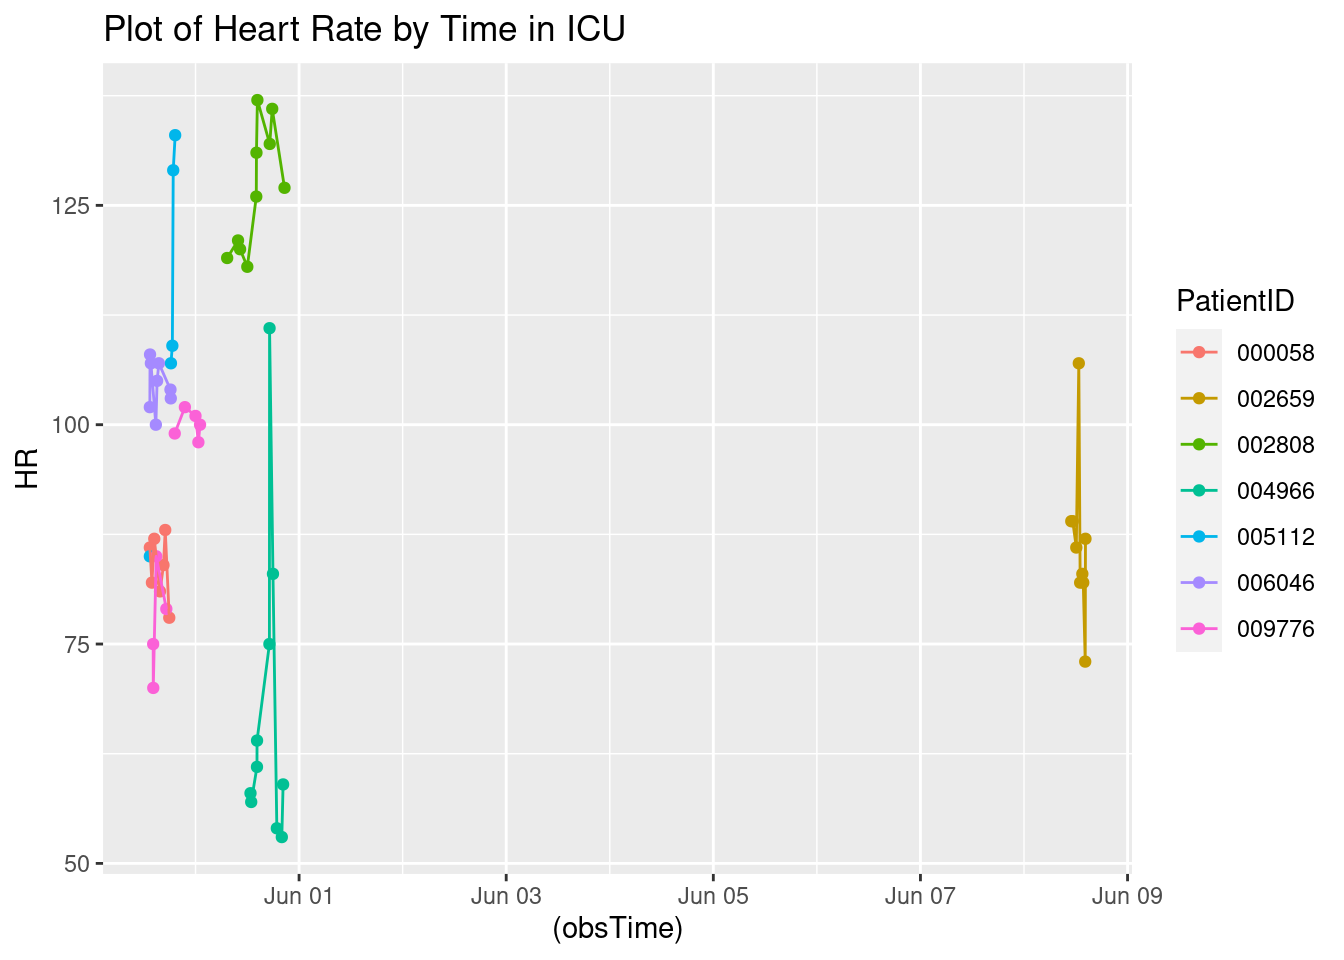 Plot of Heart Rate by Time in ICU
HR
125
100
75
50
Jun 01 Jun 03 Jun 05 Jun 07 Jun 09
(obsTime)
PatientID
000058
002659
002808
004966
005112
006046
009776